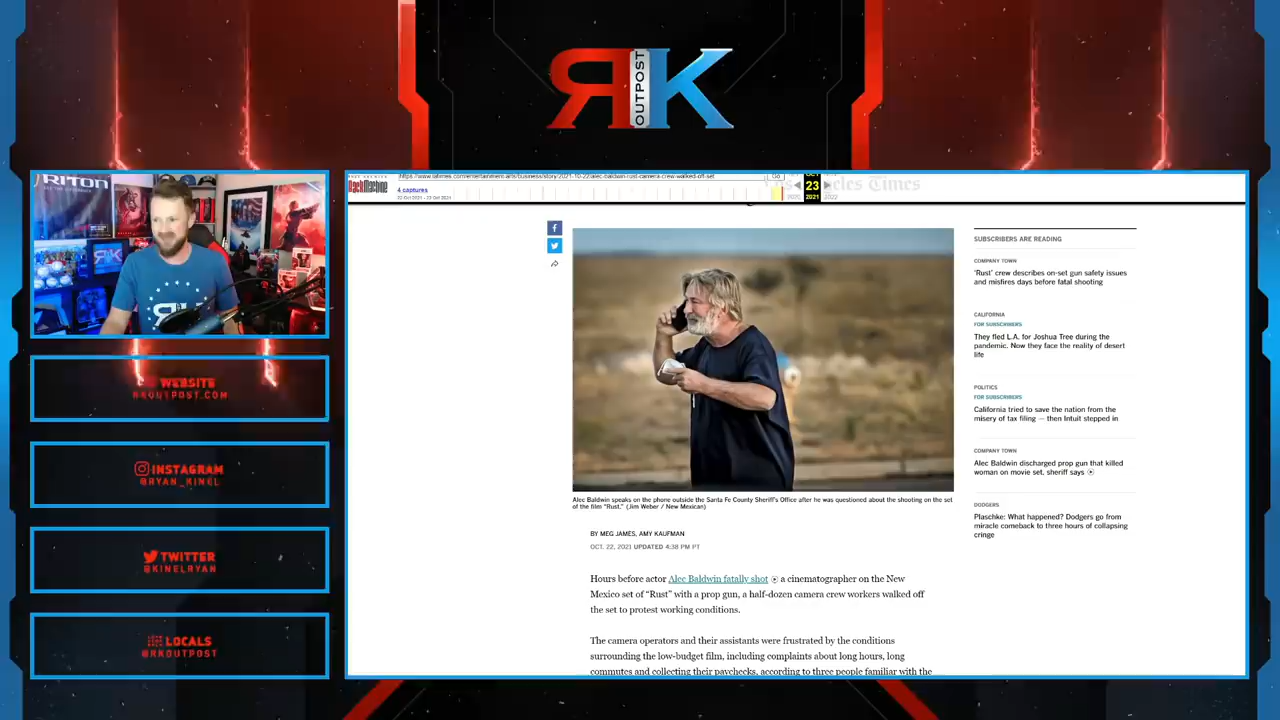 RK
OUTPOST
RITON
https://www.latimes.com/entertainment-arts/business/story/2021-10-22/alec-baldwin-rust-camera-crew-walked-off-set
Go
4 captures
22 Oct 2021 - 23 Oct 2021
23
2020 2021 2022
Los Angeles Times
SUBSCRIBERS ARE READING
COMPANY TOWN
‘Rust’ crew describes on-set gun safety issues
and misfires days before fatal shooting
CALIFORNIA
FOR SUBSCRIBERS
They fled L.A. for Joshua Tree during the
pandemic. Now they face the reality of desert
life
POLITICS
FOR SUBSCRIBERS
California tried to save the nation from the
misery of tax filing — then Intuit stepped in
COMPANY TOWN
Alec Baldwin discharged prop gun that killed
woman on movie set, sheriff says
DODGERS
Plaschke: What happened? Dodgers go from
miracle comeback to three hours of collapsing
cringe
Alec Baldwin speaks on the phone outside the Santa Fe County Sheriff's Office after he was questioned about the shooting on the set
of the film “Rust.” (Jim Weber / New Mexican)
BY MEG JAMES, AMY KAUFMAN
OCT. 22, 2021 UPDATED 4:38 PM PT
Hours before actor Alec Baldwin fatally shot a cinematographer on the New
Mexico set of “Rust” with a prop gun, a half-dozen camera crew workers walked off
the set to protest working conditions.
The camera operators and their assistants were frustrated by the conditions
surrounding the low-budget film, including complaints about long hours, long
commutes and collecting their paychecks, according to three people familiar with the
WEBSITE
RKOUTPOST.COM
INSTAGRAM
@RYAN_KINEL
TWITTER
@KINELRYAN
LOCALS
@RKOUTPOST